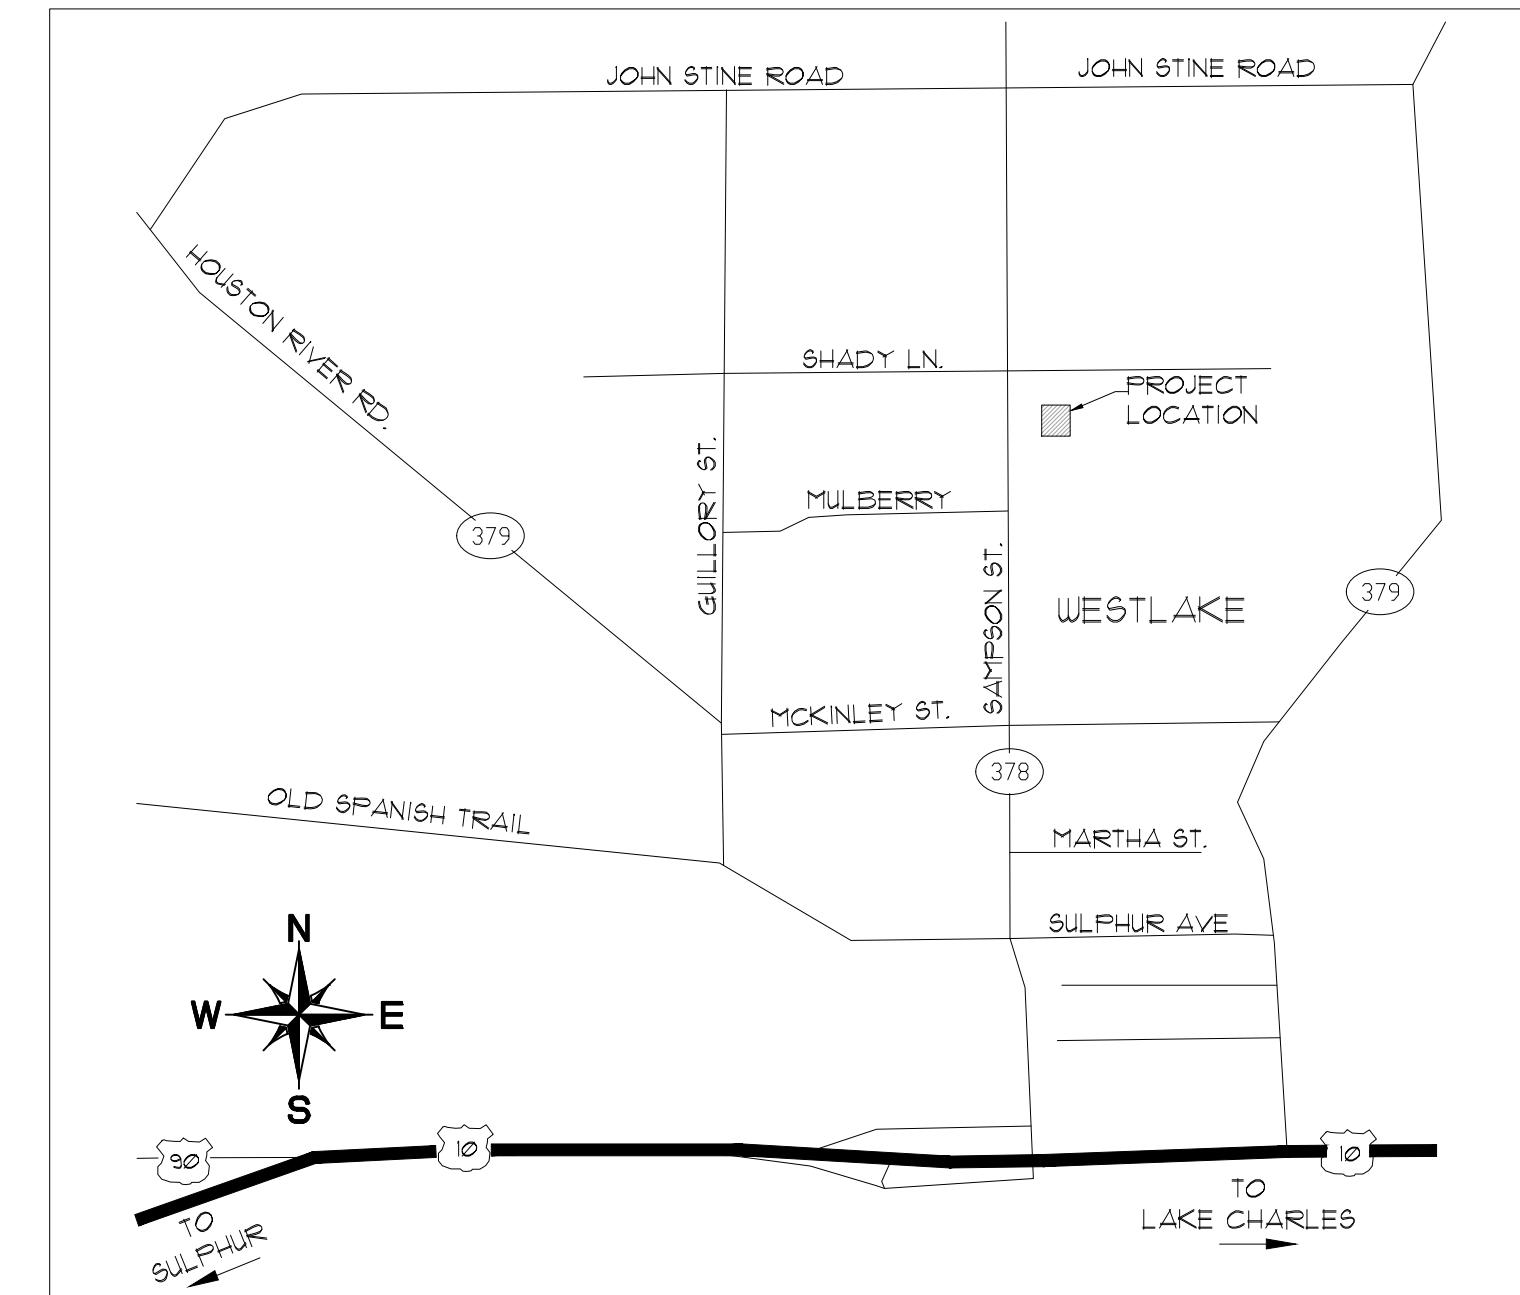 JOHN STINE ROAD
JOHN STINE ROAD
HOUSTON RIVER RD.
SHADY LN.
PROJECT
LOCATION
GUILLORY ST.
MULBERRY
379
SAMPSON ST.
379
WESTLAKE
MCKINLEY ST.
378
OLD SPANISH TRAIL
MARTHA ST.
SULPHUR AVE
N
W
E
S
90
10
10
TO
SULPHUR
TO
LAKE CHARLES